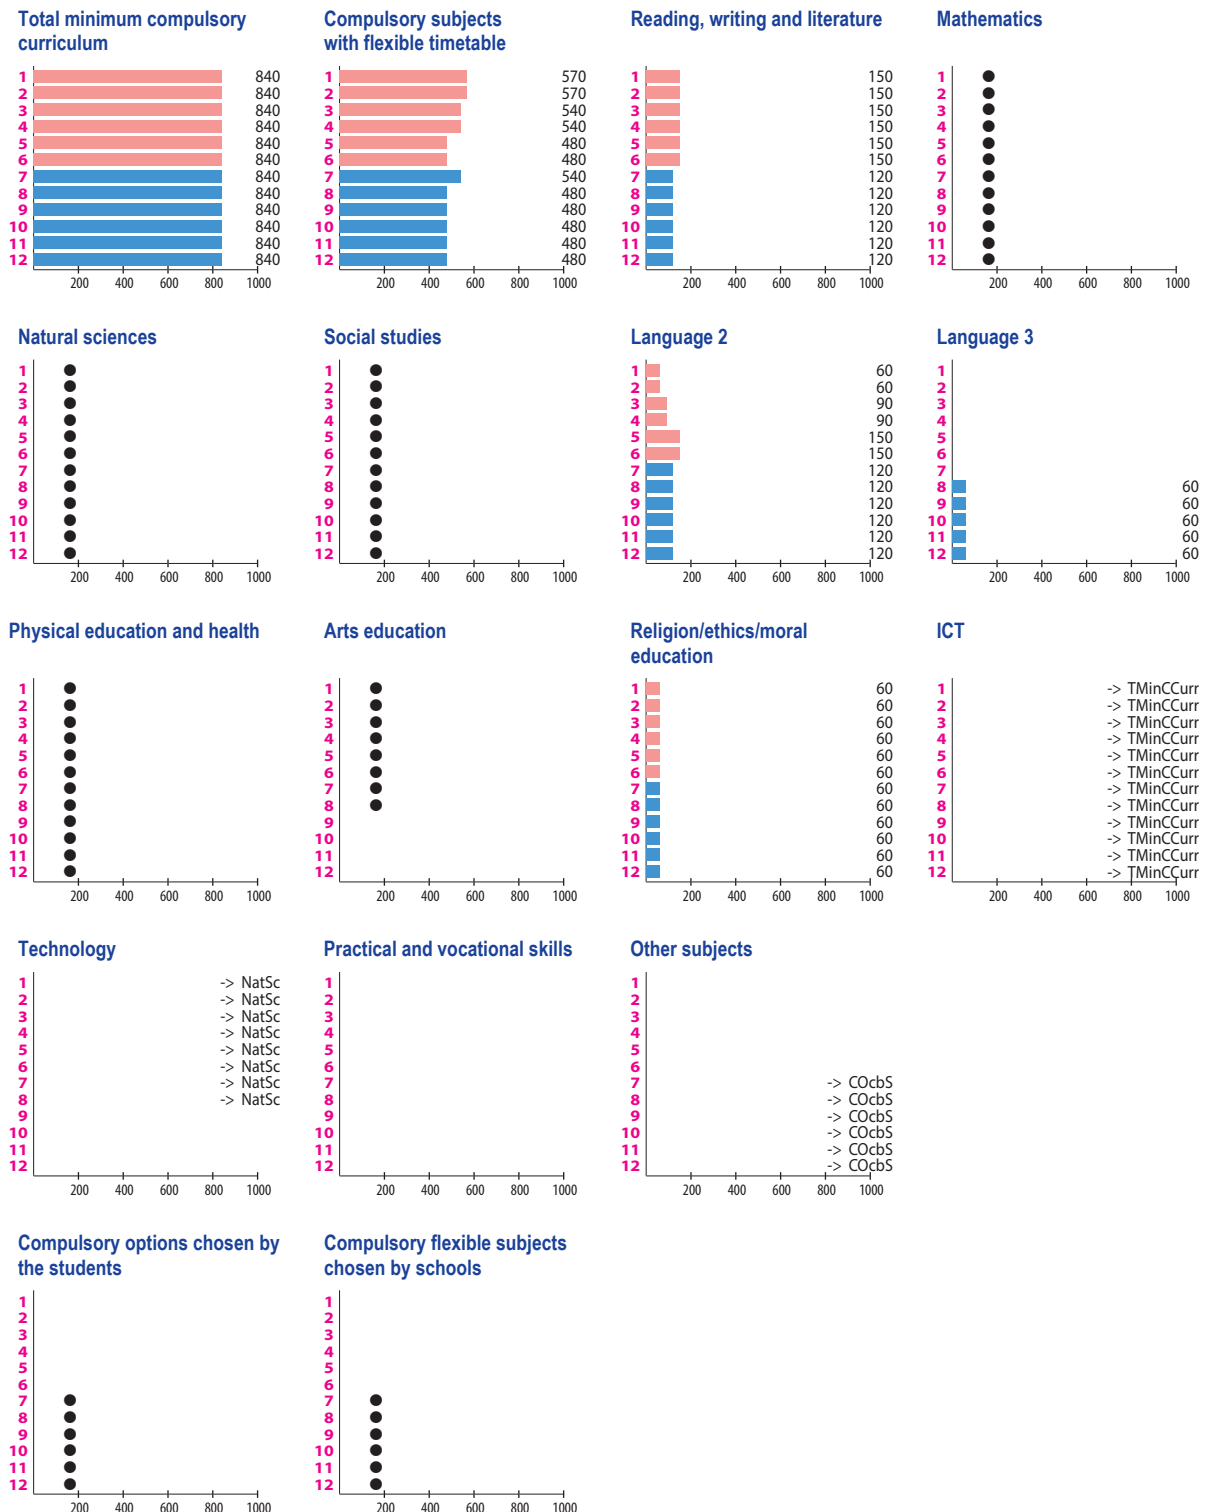 Total minimum compulsory
curriculum
1 840
2 840
3 840
4 840
5 840
6 840
7 840
8 840
9 840
10 840
11 840
12 840
200 400 600 800 1000
Compulsory subjects
with flexible timetable
1 570
2 570
3 540
4 540
5 480
6 480
7 540
8 480
9 480
10 480
11 480
12 480
200 400 600 800 1000
Reading, writing and literature
1 150
2 150
3 150
4 150
5 150
6 150
7 120
8 120
9 120
10 120
11 120
12 120
200 400 600 800 1000
Mathematics
1
2
3
4
5
6
7
8
9
10
11
12
200 400 600 800 1000
Natural sciences
1
2
3
4
5
6
7
8
9
10
11
12
200 400 600 800 1000
Social studies
1
2
3
4
5
6
7
8
9
10
11
12
200 400 600 800 1000
Language 2
1 60
2 60
3 90
4 90
5 150
6 150
7 120
8 120
9 120
10 120
11 120
12 120
200 400 600 800 1000
Language 3
1
2
3
4
5
6
7
8 60
9 60
10 60
11 60
12 60
200 400 600 800 1000
Physical education and health
1
2
3
4
5
6
7
8
9
10
11
12
200 400 600 800 1000
Arts education
1
2
3
4
5
6
7
8
9
10
11
12
200 400 600 800 1000
Religion/ethics/moral
education
1 60
2 60
3 60
4 60
5 60
6 60
7 60
8 60
9 60
10 60
11 60
12 60
200 400 600 800 1000
ICT
1 -> TMinCCurr
2 -> TMinCCurr
3 -> TMinCCurr
4 -> TMinCCurr
5 -> TMinCCurr
6 -> TMinCCurr
7 -> TMinCCurr
8 -> TMinCCurr
9 -> TMinCCurr
10 -> TMinCCurr
11 -> TMinCCurr
12 -> TMinCCurr
200 400 600 800 1000
Technology
1 -> NatSc
2 -> NatSc
3 -> NatSc
4 -> NatSc
5 -> NatSc
6 -> NatSc
7 -> NatSc
8 -> NatSc
9
10
11
12
200 400 600 800 1000
Practical and vocational skills
1
2
3
4
5
6
7
8
9
10
11
12
200 400 600 800 1000
Other subjects
1
2
3
4
5
6
7 -> COcbS
8 -> COcbS
9 -> COcbS
10 -> COcbS
11 -> COcbS
12 -> COcbS
200 400 600 800 1000
Compulsory options chosen by
the students
1
2
3
4
5
6
7
8
9
10
11
12
200 400 600 800 1000
Compulsory flexible subjects
chosen by schools
1
2
3
4
5
6
7
8
9
10
11
12
200 400 600 800 1000